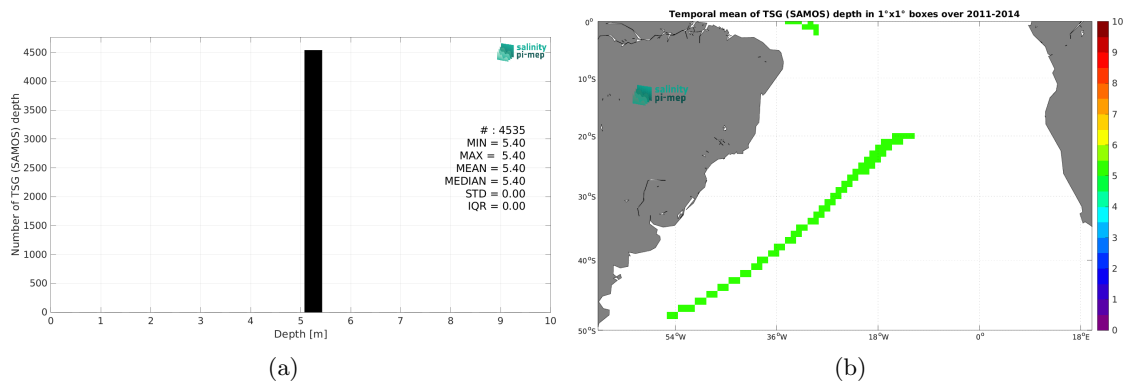 Number of TSG (SAMOS) depth
4500
4000
3500
3000
2500
2000
1500
1000
500
0
salinity
pi-mep
# : 4535
MIN = 5.40
MAX = 5.40
MEAN = 5.40
MEDIAN = 5.40
STD = 0.00
IQR = 0.00
0 1 2 3 4 5 6 7 8 9 10
Depth [m]
(a)
Temporal mean of TSG (SAMOS) depth in 1°x1° boxes over 2011-2014
0°
10°S
20°S
30°S
40°S
50°S
salinity
pi-mep
54°W 36°W 18°W 0° 18°E
10
9
8
7
6
5
4
3
2
1
0
(b)